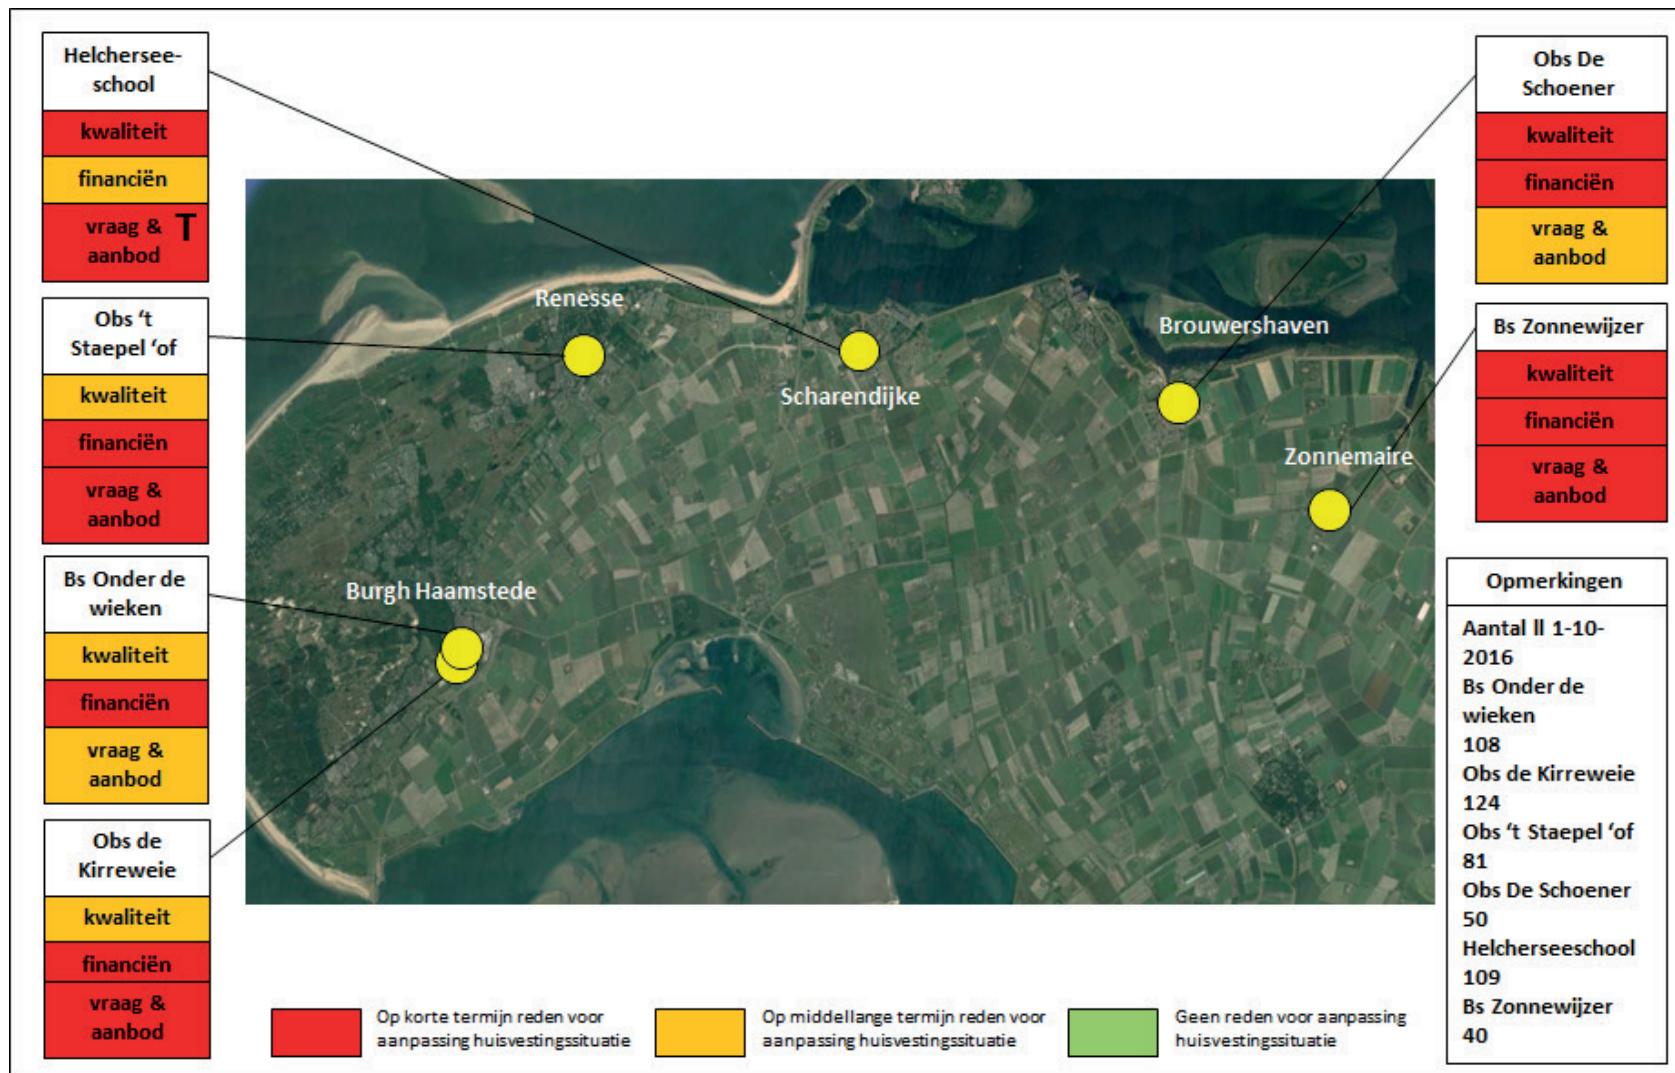 Helchersee-
school
kwaliteit
financiën
vraag & T
aanbod
Obs ‘t
Staepel ‘of
kwaliteit
financiën
vraag &
aanbod
Bs Onder de
wieken
kwaliteit
financiën
vraag &
aanbod
Obs de
Kirreweie
kwaliteit
financiën
vraag &
aanbod
Renesse
Scharendijke
Brouwershaven
Zonnemaire
Burgh Haamstede
Obs De
Schoener
kwaliteit
financiën
vraag &
aanbod
Bs Zonnewijzer
kwaliteit
financiën
vraag &
aanbod
Opmerkingen
Aantal ll 1-10-
2016
Bs Onder de
wieken
108
Obs de Kirreweie
124
Obs ‘t Staepel ‘of
81
Obs De Schoener
50
Helcherseeschool
109
Bs Zonnewijzer
40
Op korte termijn reden voor
aanpassing huisvestingssituatie
Op middellange termijn reden voor
aanpassing huisvestingssituatie
Geen reden voor aanpassing
huisvestingssituatie